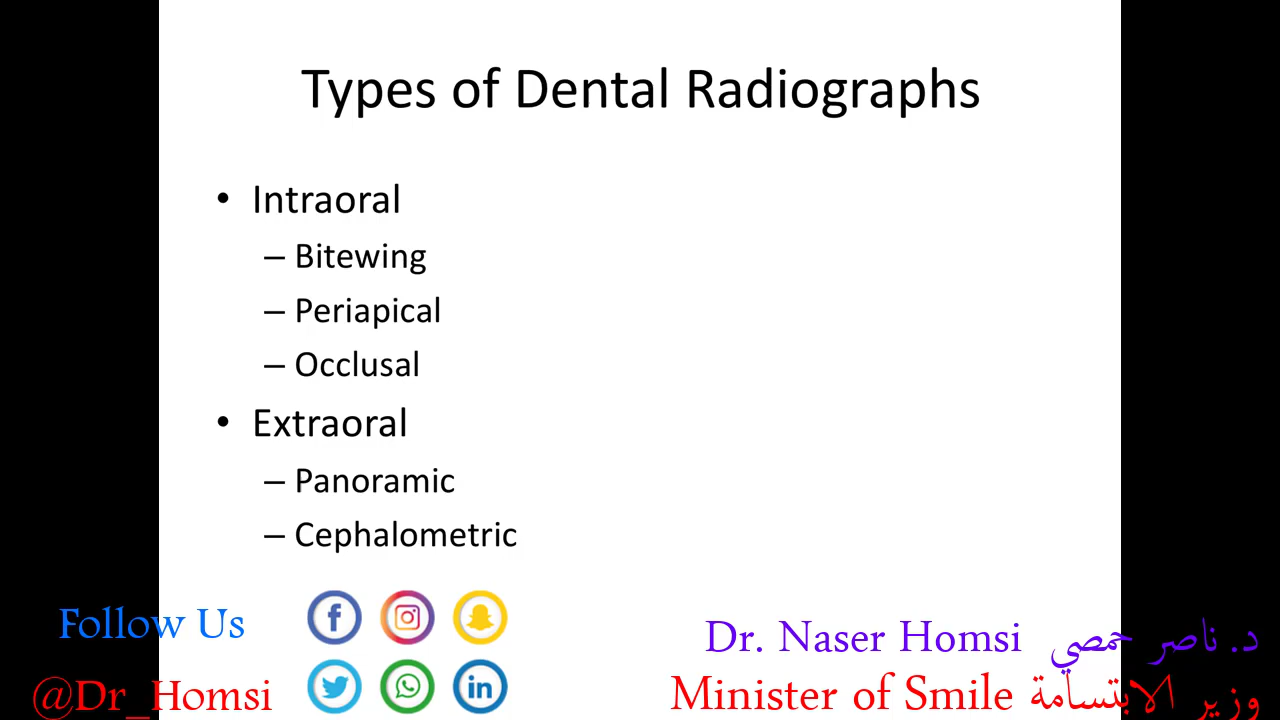 Types of Dental Radiographs
• Intraoral
– Bitewing
– Periapical
– Occlusal
• Extraoral
– Panoramic
– Cephalometric
Follow Us
@Dr_Homsi
Dr. Naser Homsi د. ناصر حمصي
Minister of Smile وزير الابتسامة